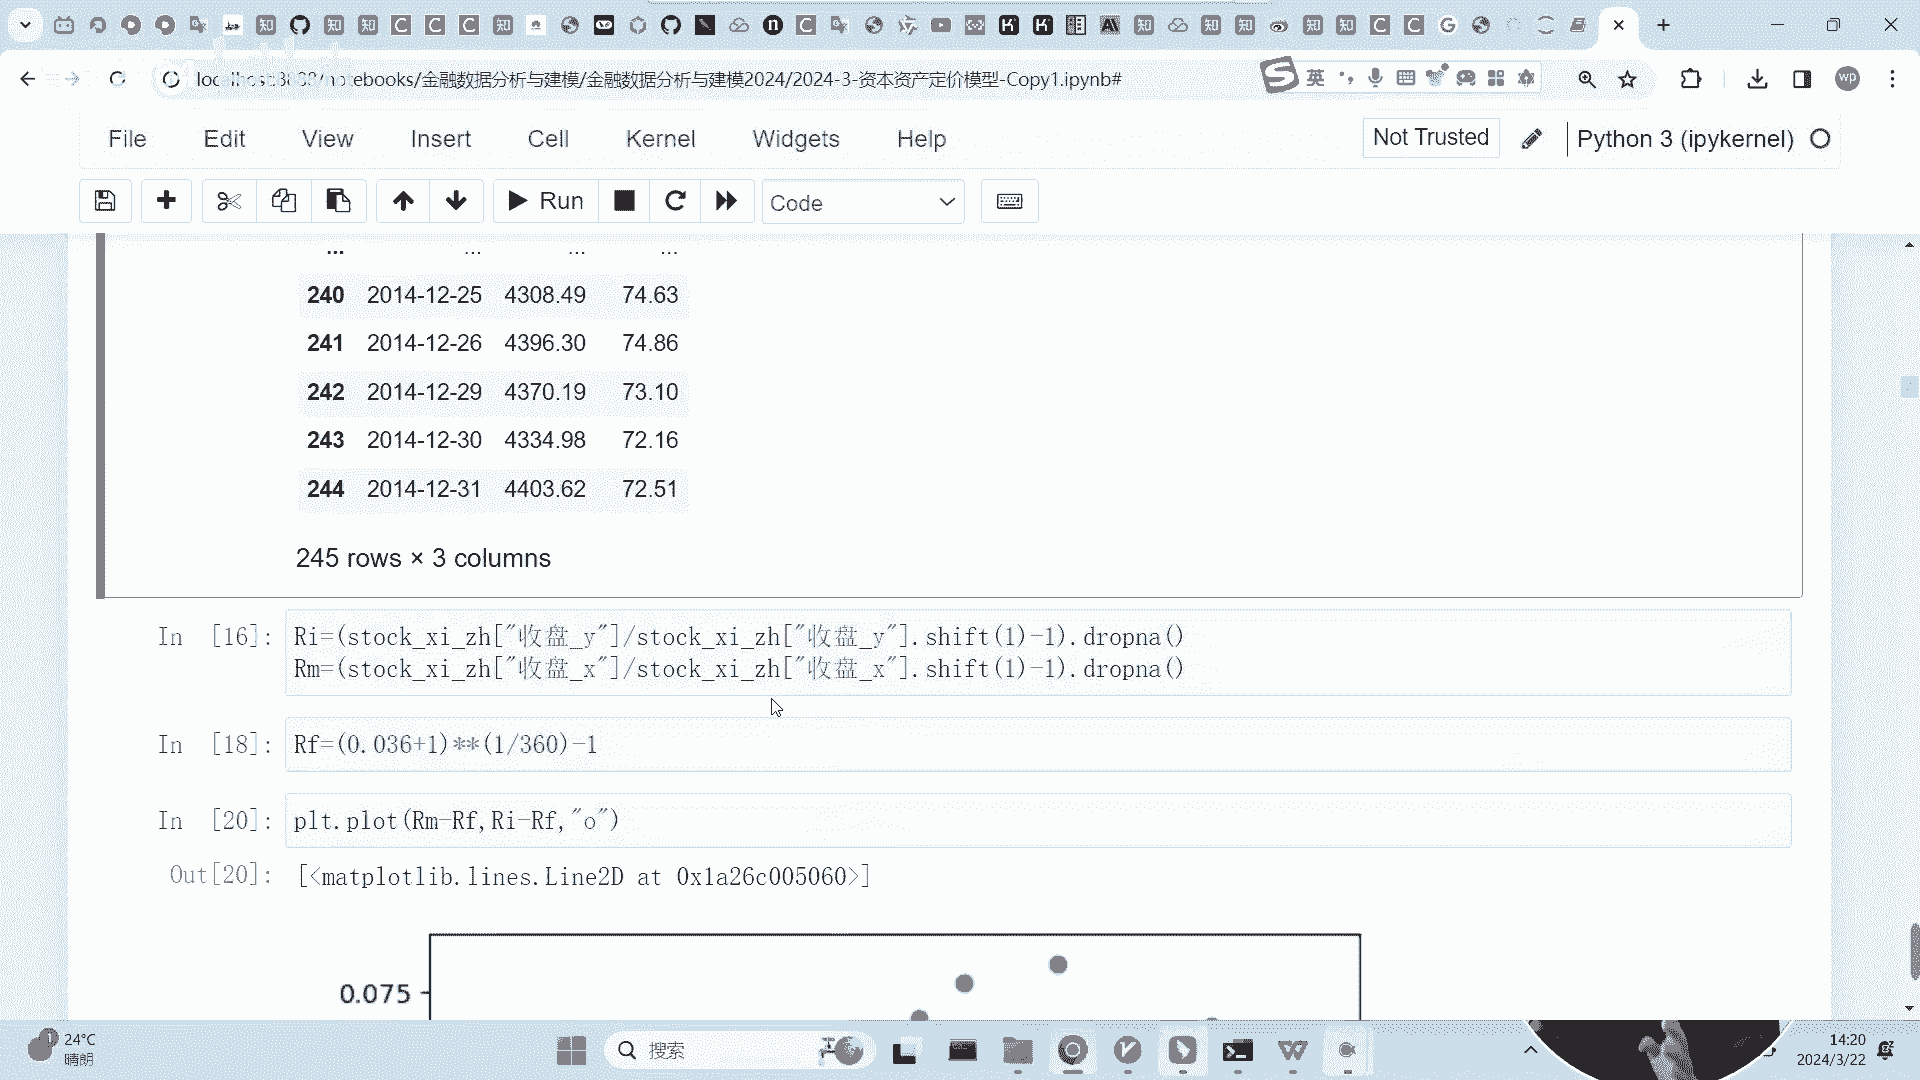 /notebooks/金融数据分析与建模/金融数据分析与建模2024/2024-3-资本资产定价模型-Copy1.ipynb#
英
wp
File Edit View Insert Cell Kernel Widgets Help
Not Trusted
Python 3 (ipykernel)
Run
Code
... ... ... ...
240 2014-12-25 4308.49 74.63
241 2014-12-26 4396.30 74.86
242 2014-12-29 4370.19 73.10
243 2014-12-30 4334.98 72.16
244 2014-12-31 4403.62 72.51
245 rows × 3 columns
In [16]: Ri=(stock_xi_zh["收盘_y"]/stock_xi_zh["收盘_y"].shift(1)-1).dropna()
Rm=(stock_xi_zh["收盘_x"]/stock_xi_zh["收盘_x"].shift(1)-1).dropna()
In [18]: Rf=(0.036+1)**(1/360)-1
In [20]: plt.plot(Rm-Rf,Ri-Rf,"o")
Out[20]: [<matplotlib.lines.Line2D at 0x1a26c005060>]
0.075
24°C
晴朗
搜索
14:20
2024/3/22